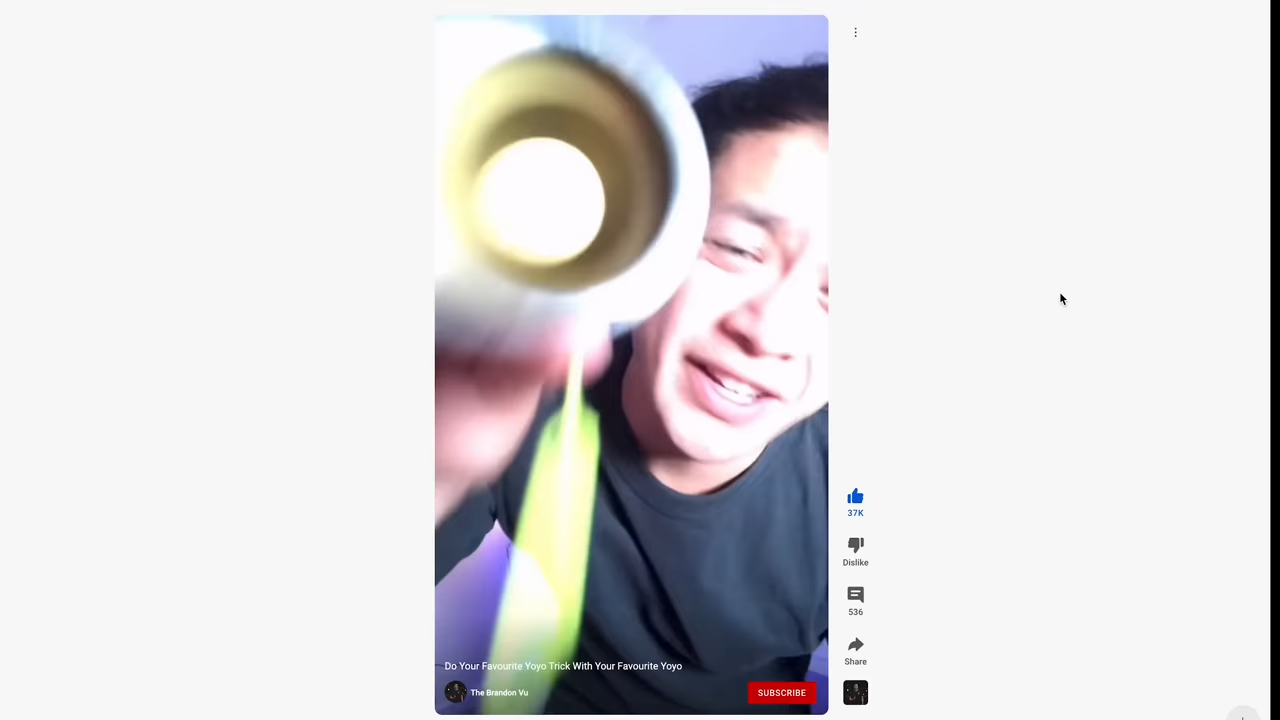 37K
Dislike
536
Share
Do Your Favourite Yoyo Trick With Your Favourite Yoyo
The Brandon Vu
SUBSCRIBE